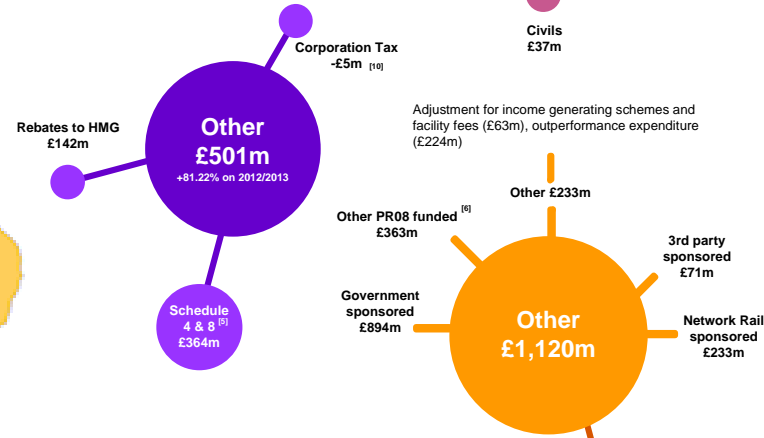 Civils
£37m
Corporation Tax
-£5m [10]
Rebates to HMG
£142m
Other
£501m
+81.22% on 2012/2013
Schedule
4 & 8 [5]
£364m
Adjustment for income generating schemes and
facility fees (£63m), outperformance expenditure
(£224m)
Other £233m
Other PR08 funded [6]
£363m
3rd party
sponsored
£71m
Government
sponsored
£894m
Other
£1,120m
Network Rail
sponsored
£233m